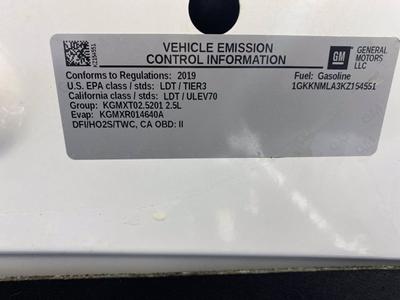 VEHICLE EMISSION
CONTROL INFORMATION
GM GENERAL MOTORS LLC
KZ154551
Conforms to Regulations: 2019
Fuel: Gasoline
U.S. EPA class / stds: LDT / TIER3
1GKKNMLA3KZ154551
California class / stds: LDT / ULEV70
Group: KGMXT02.5201 2.5L
Evap: KGMXR014640A
DFI/HO2S/TWC, CA OBD: II